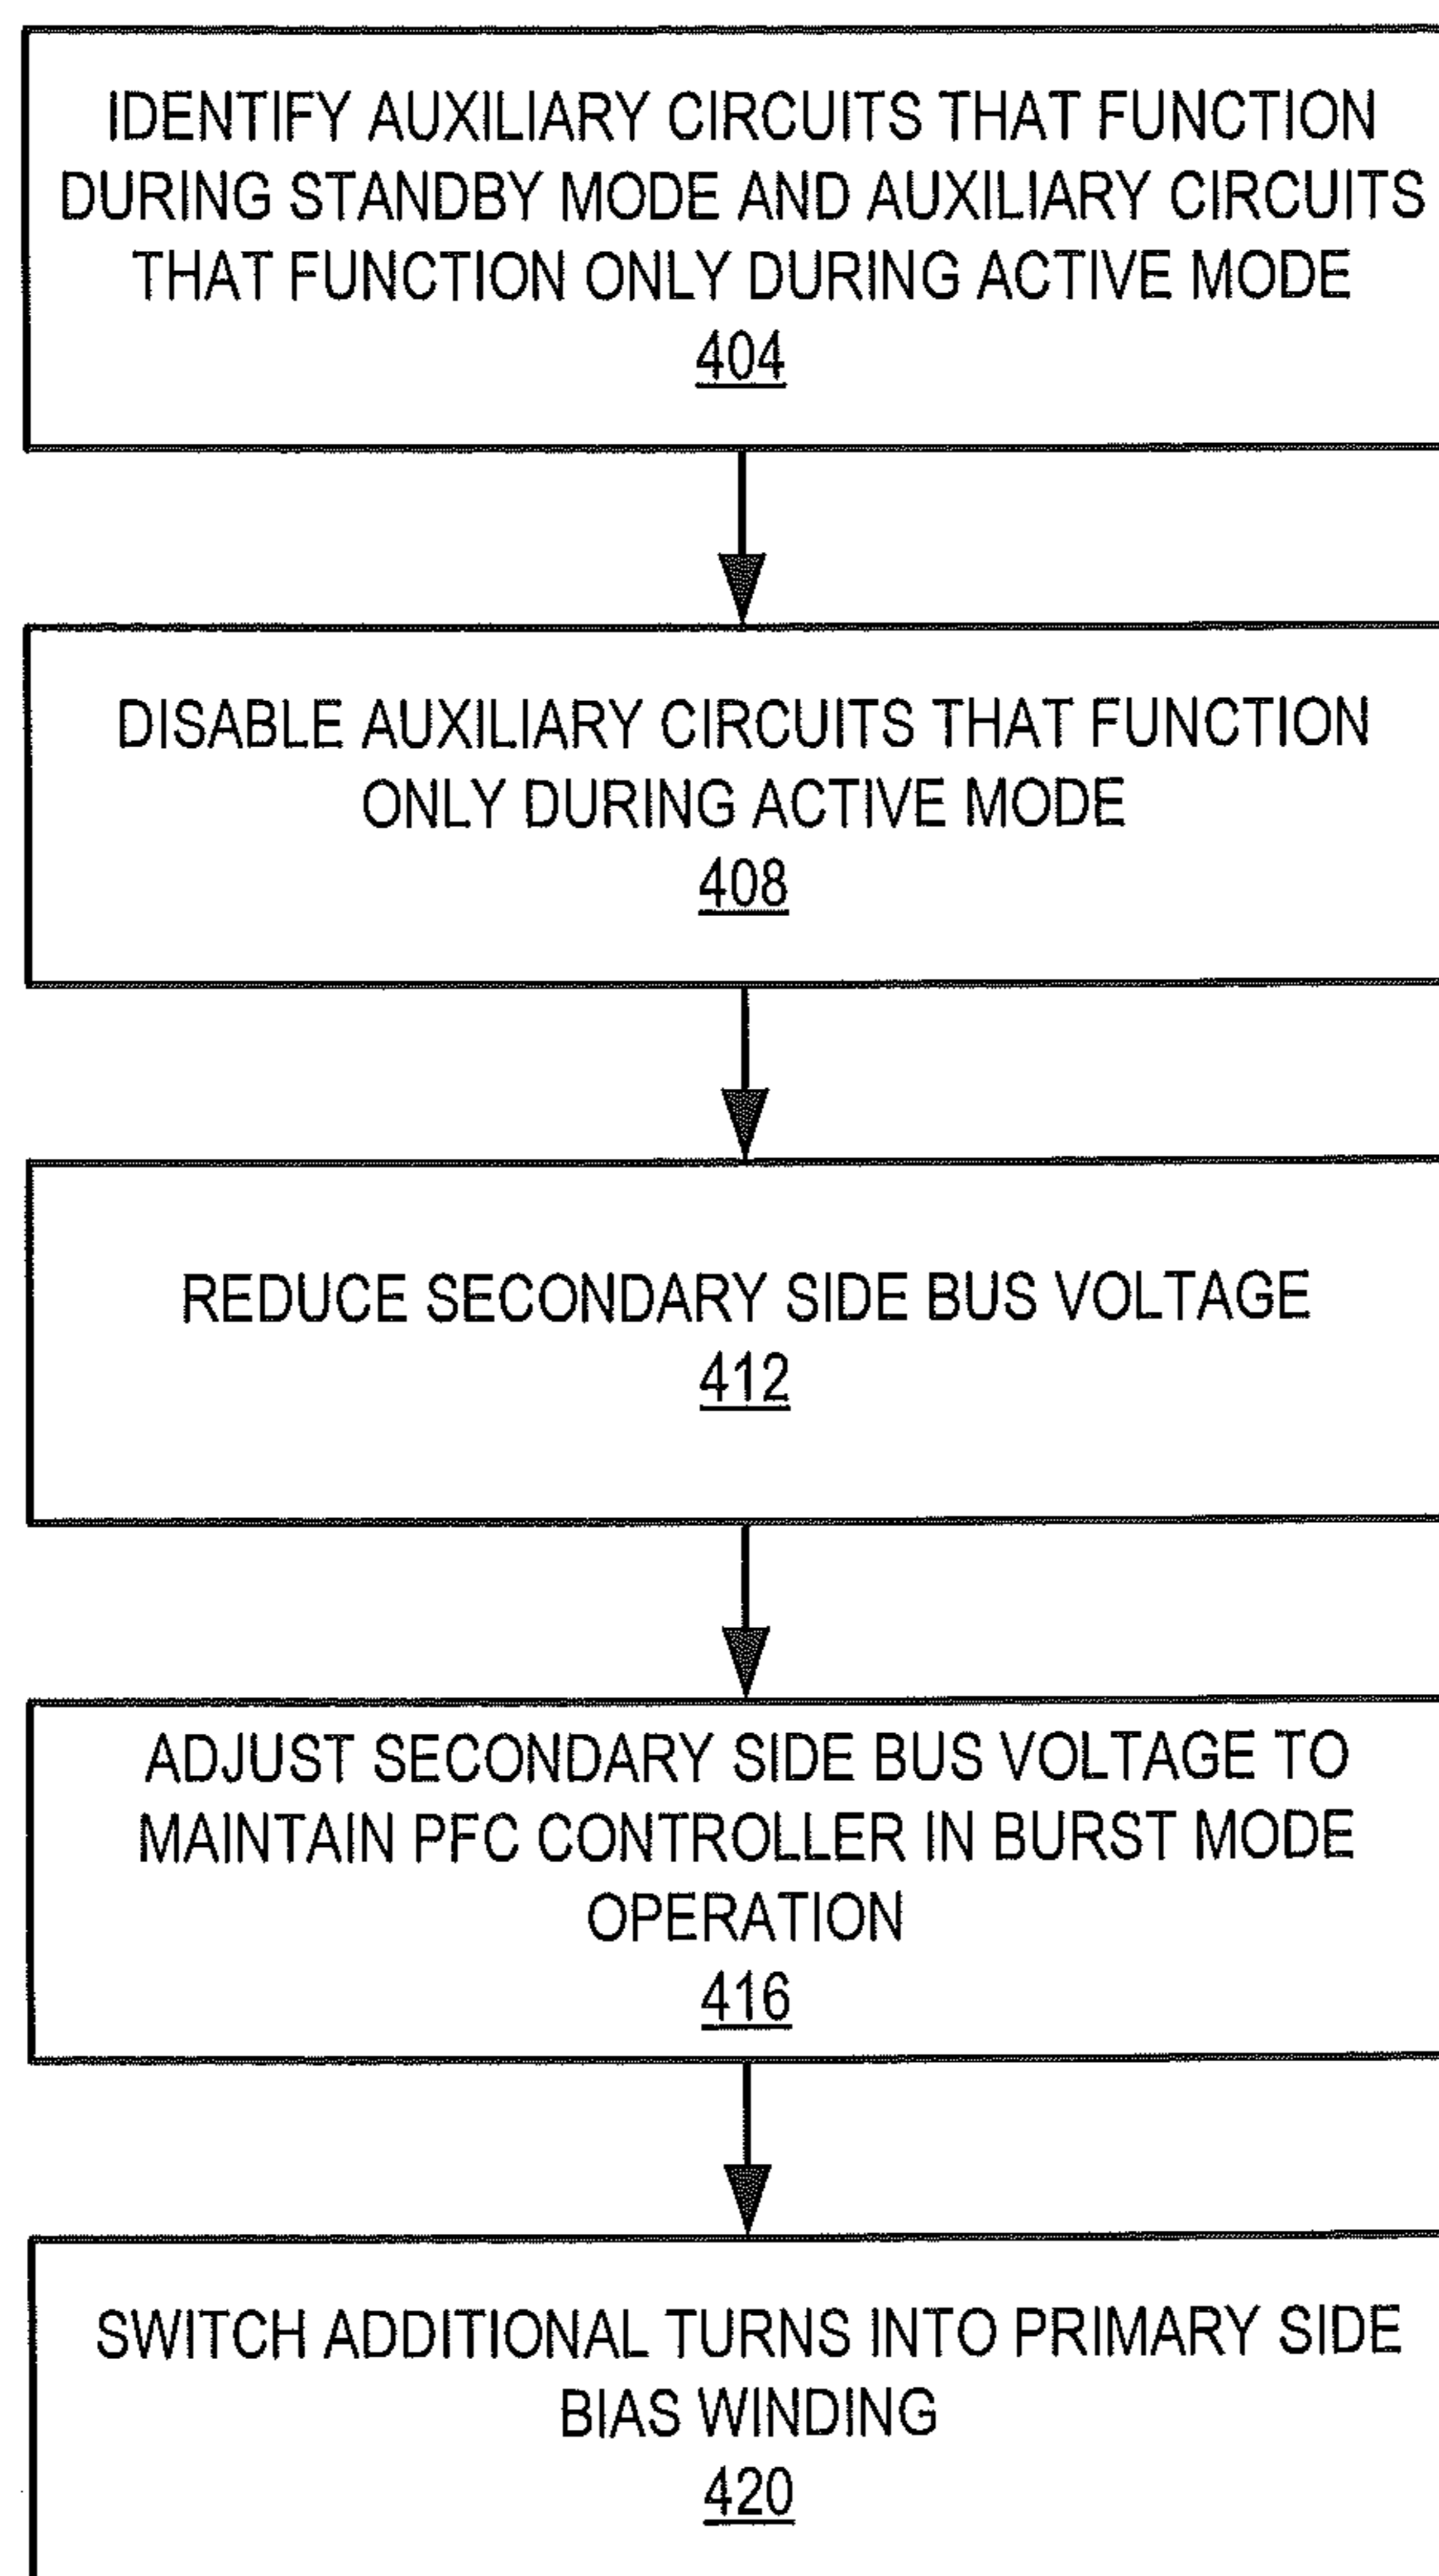 IDENTIFY AUXILIARY CIRCUITS THAT FUNCTION
DURING STANDBY MODE AND AUXILIARY CIRCUITS
THAT FUNCTION ONLY DURING ACTIVE MODE
404
DISABLE AUXILIARY CIRCUITS THAT FUNCTION
ONLY DURING ACTIVE MODE
408
REDUCE SECONDARY SIDE BUS VOLTAGE
412
ADJUST SECONDARY SIDE BUS VOLTAGE TO
MAINTAIN PFC CONTROLLER IN BURST MODE
OPERATION
416
SWITCH ADDITIONAL TURNS INTO PRIMARY SIDE
BIAS WINDING
420